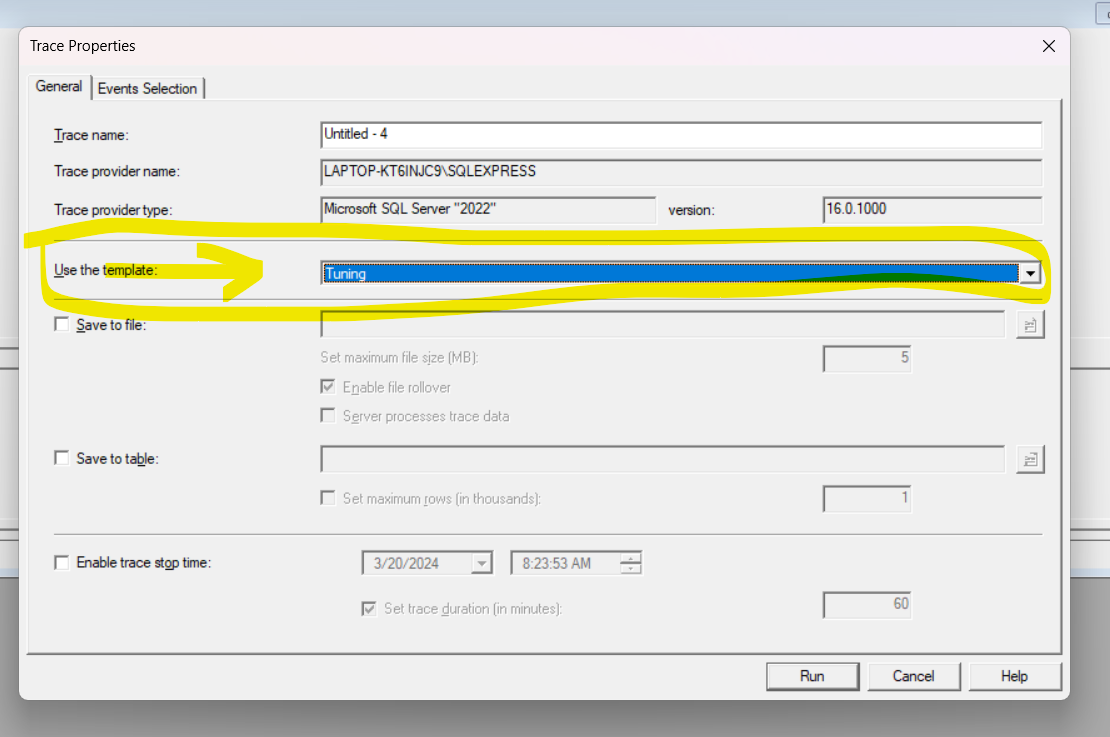 Trace Properties
General Events Selection
Trace name: Untitled - 4
Trace provider name: LAPTOP-KT6INJC9\SQLEXPRESS
Trace provider type: Microsoft SQL Server "2022" version: 16.0.1000
Use the template: Tuning
Save to file:
Set maximum file size (MB): 5
Enable file rollover
Server processes trace data
Save to table:
Set maximum rows (in thousands): 1
Enable trace stop time: 3/20/2024 8:23:53 AM
Set trace duration (in minutes): 60
Run Cancel Help